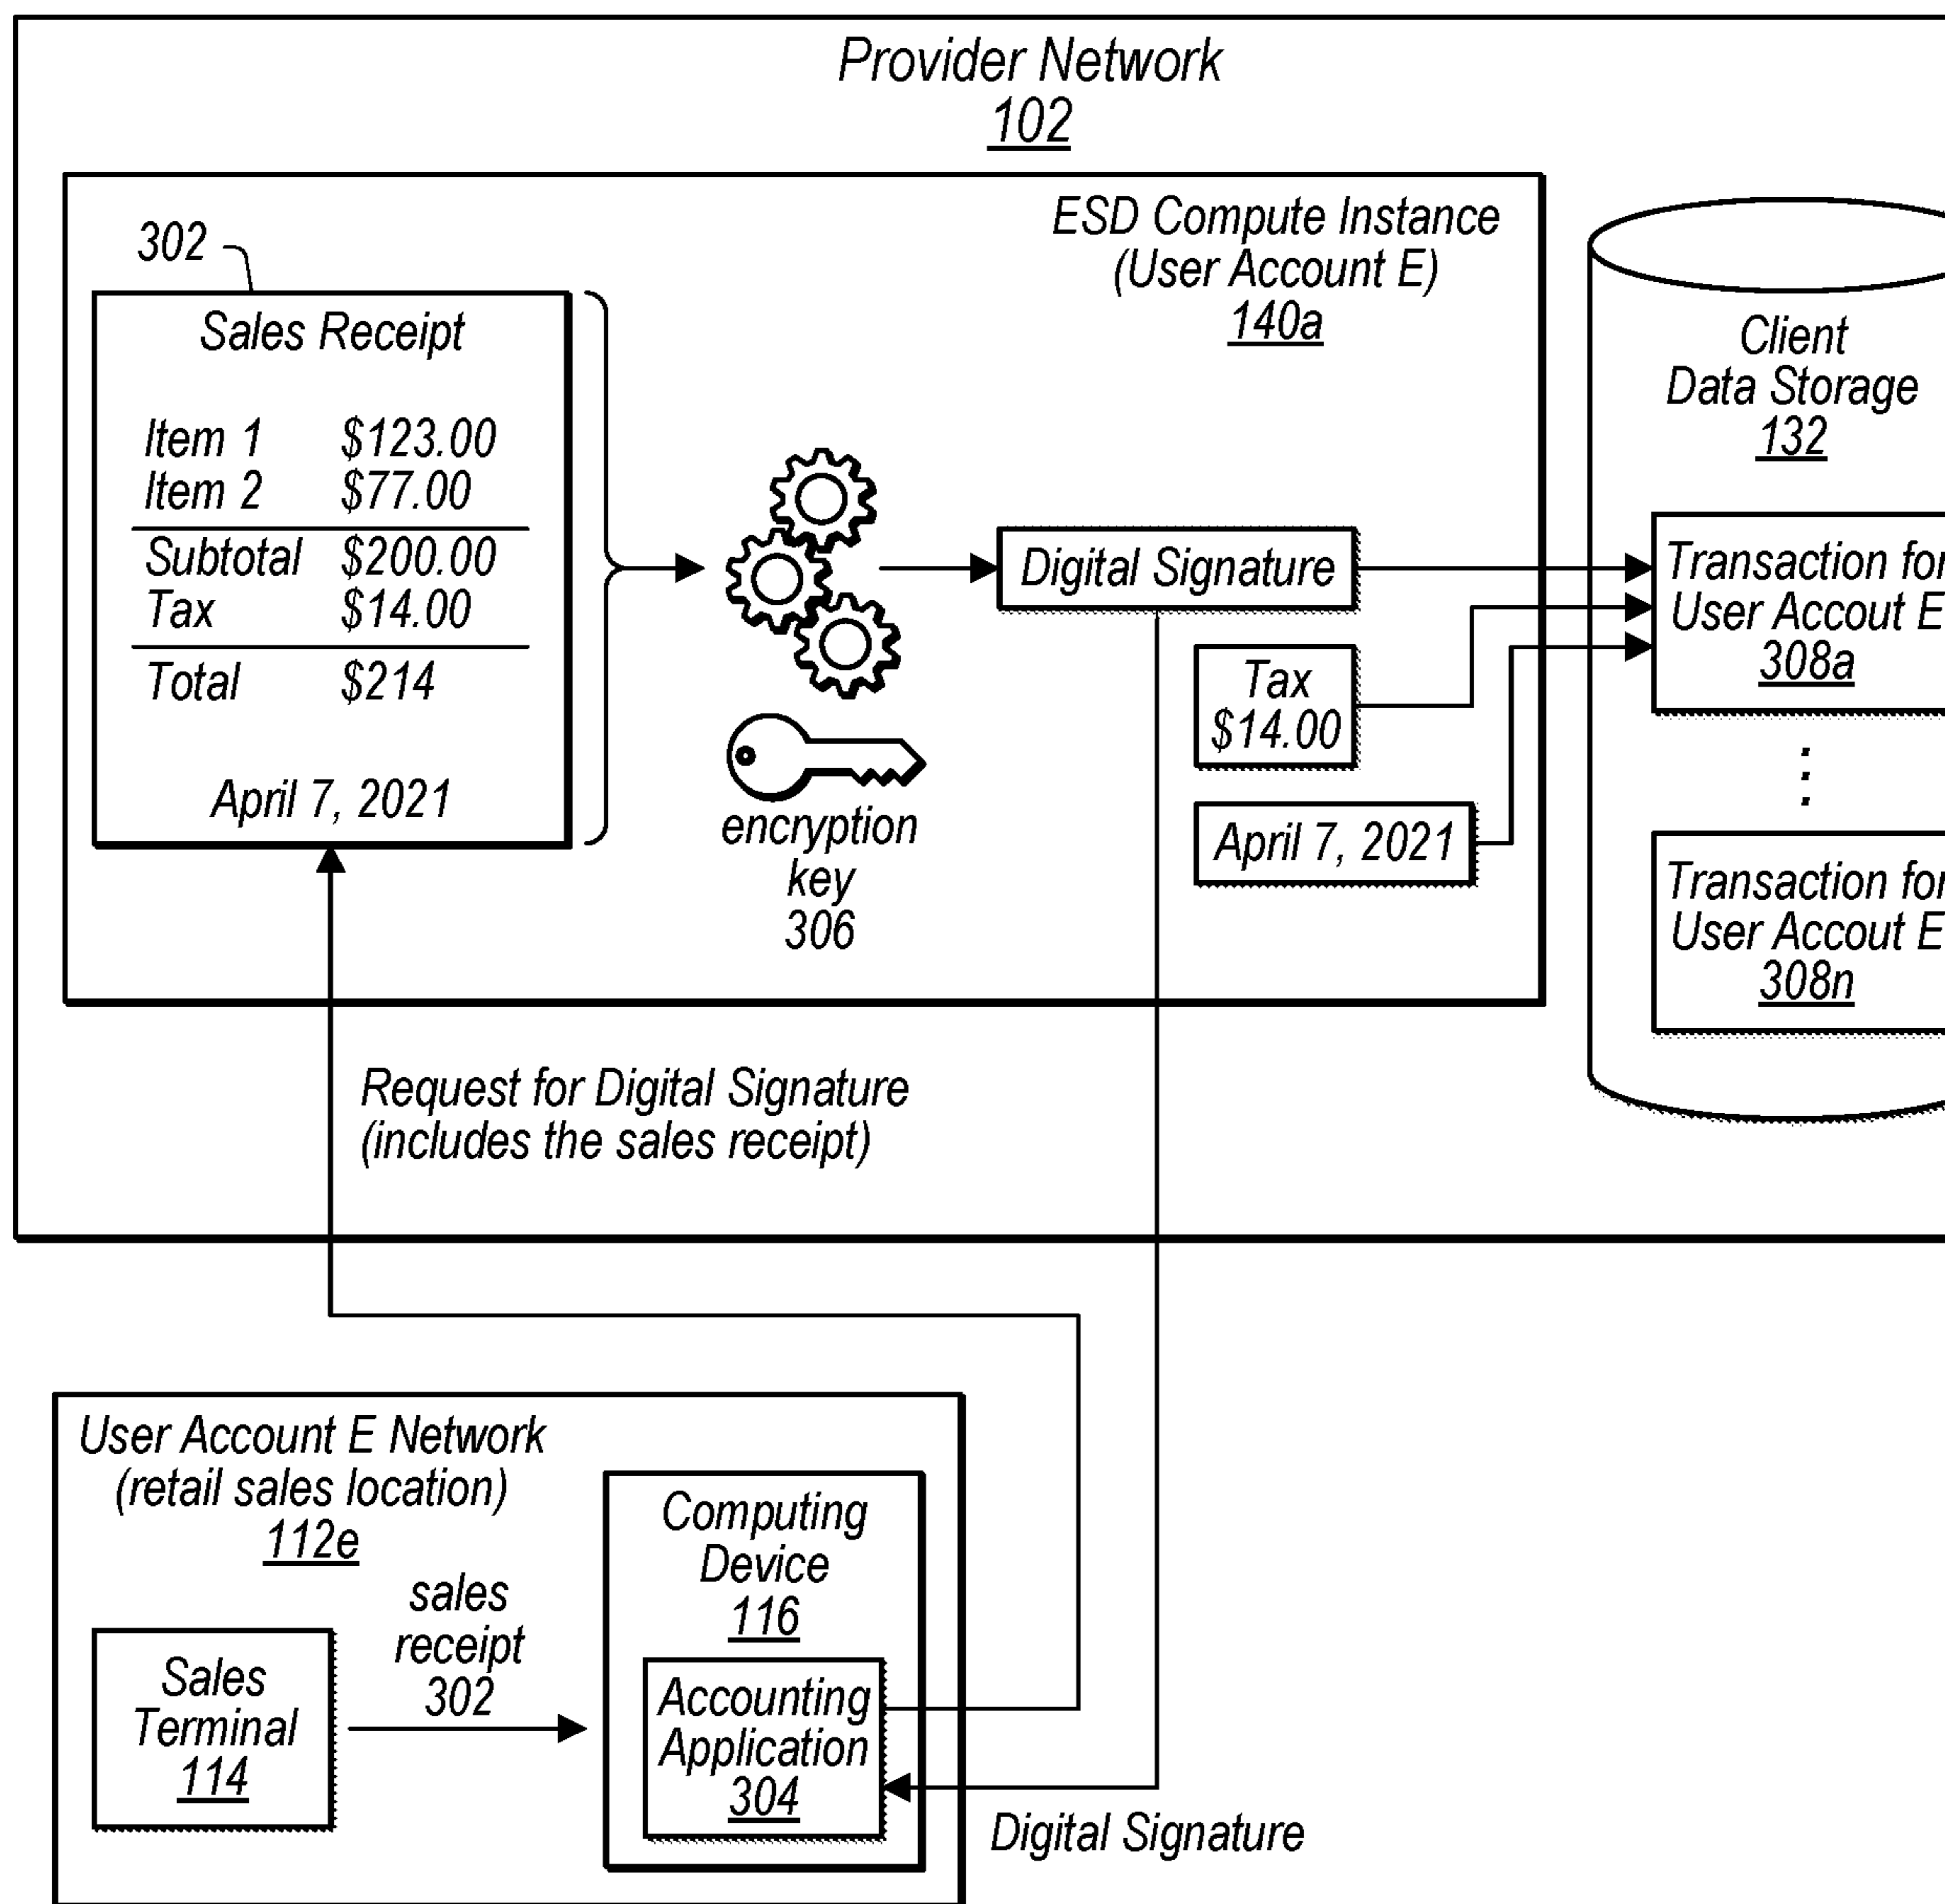 Provider Network
102
ESD Compute Instance
(User Account E)
140a
302
Sales Receipt
Item 1 $123.00
Item 2 $77.00
Subtotal $200.00
Tax $14.00
Total $214
April 7, 2021
encryption
key
306
Digital Signature
Tax
$14.00
April 7, 2021
Client
Data Storage
132
Transaction for
User Accout E
308a
Transaction for
User Accout E
308n
Request for Digital Signature
(includes the sales receipt)
User Account E Network
(retail sales location)
112e
Sales
Terminal
114
sales
receipt
302
Computing
Device
116
Accounting
Application
304
Digital Signature